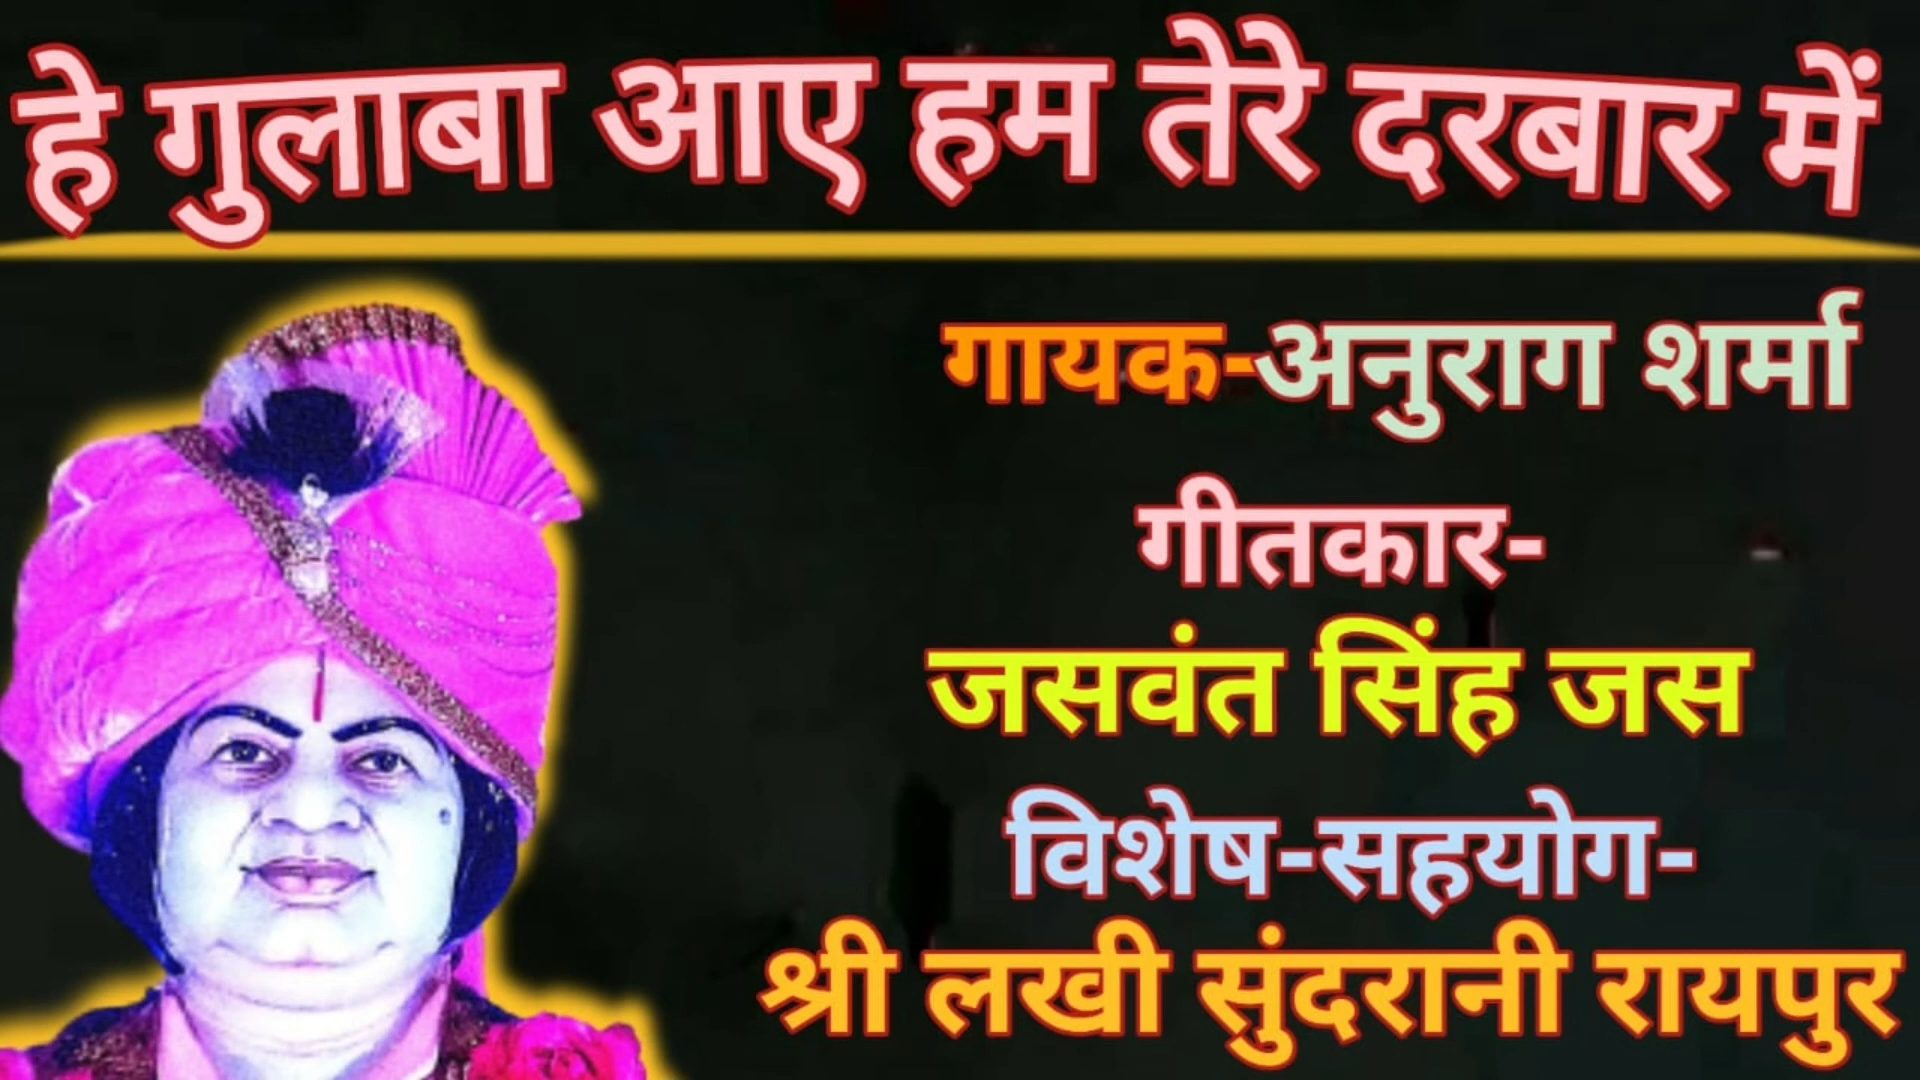 हे गुलाबा आए हम तेरे दरबार में
गायक-अनुराग शर्मा
गीतकार-
जसवंत सिंह जस
विशेष-सहयोग-
श्री लखी सुंदरानी रायपुर